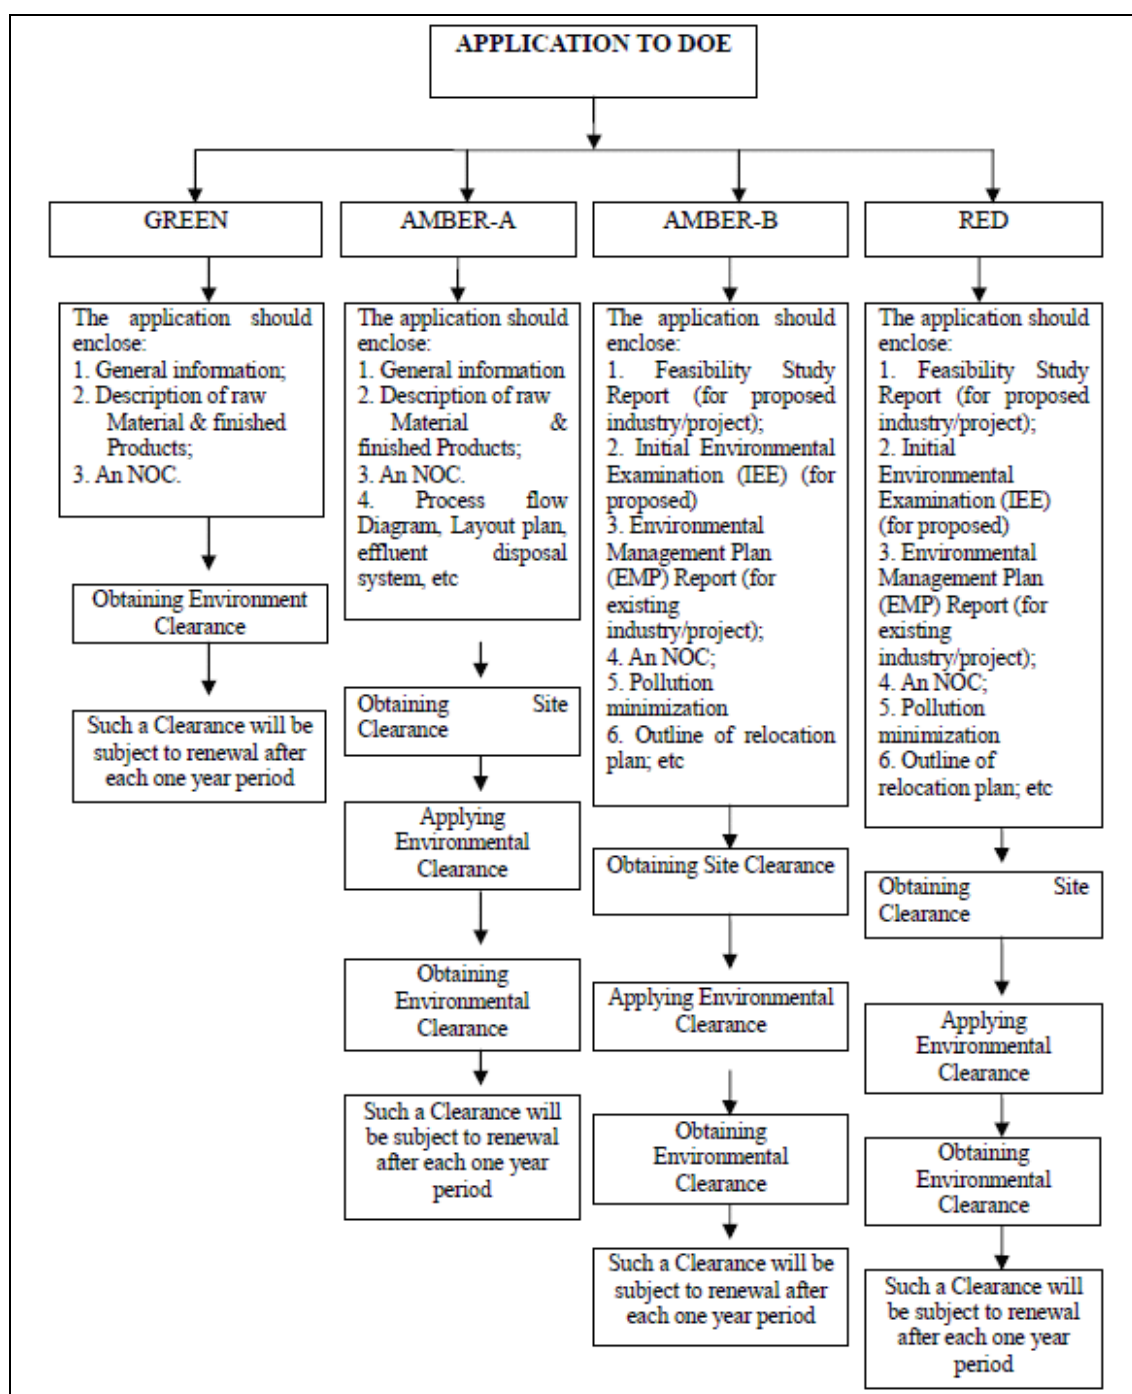 APPLICATION TO DOE
GREEN
AMBER-A
AMBER-B
RED
The application should
enclose:
1. General information;
2. Description of raw
Material & finished
Products;
3. An NOC.
Obtaining Environment
Clearance
Such a Clearance will be
subject to renewal after
each one year period
The application should
enclose:
1. General information
2. Description of raw
Material &
finished Products;
3. An NOC.
4. Process flow
Diagram, Layout plan,
effluent disposal
system, etc
Obtaining Site
Clearance
Applying
Environmental
Clearance
Obtaining
Environmental
Clearance
Such a Clearance will
be subject to renewal
after each one year
period
The application should
enclose:
1. Feasibility Study
Report (for proposed
industry/project);
2. Initial Environmental
Examination (IEE) (for
proposed)
3. Environmental
Management Plan
(EMP) Report (for
existing
industry/project);
4. An NOC;
5. Pollution
minimization
6. Outline of relocation
plan; etc
Obtaining Site Clearance
Applying Environmental
Clearance
Obtaining
Environmental
Clearance
Such a Clearance will be
subject to renewal after
each one year period
The application should
enclose:
1. Feasibility Study
Report (for proposed
industry/project);
2. Initial
Environmental
Examination (IEE)
(for proposed)
3. Environmental
Management Plan
(EMP) Report (for
existing
industry/project);
4. An NOC;
5. Pollution
minimization
6. Outline of
relocation plan; etc
Obtaining Site
Clearance
Applying
Environmental
Clearance
Obtaining
Environmental
Clearance
Such a Clearance will
be subject to renewal
after each one year
period